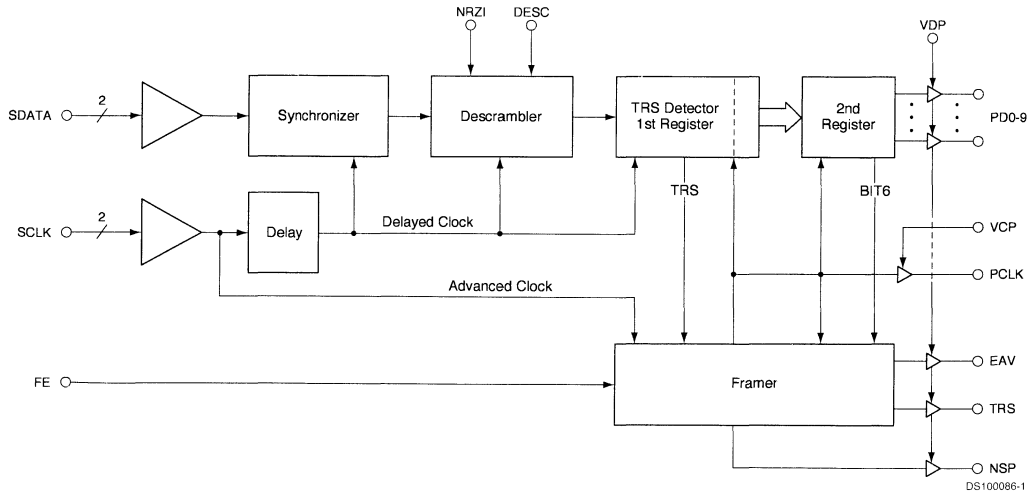 NRZI
DESC
VDP
SDATA
2
Synchronizer
Descrambler
TRS Detector
1st Register
2nd
Register
PD0-9
TRS
BIT6
SCLK
2
Delay
Delayed Clock
VCP
PCLK
Advanced Clock
EAV
FE
Framer
TRS
NSP
DS100086-1